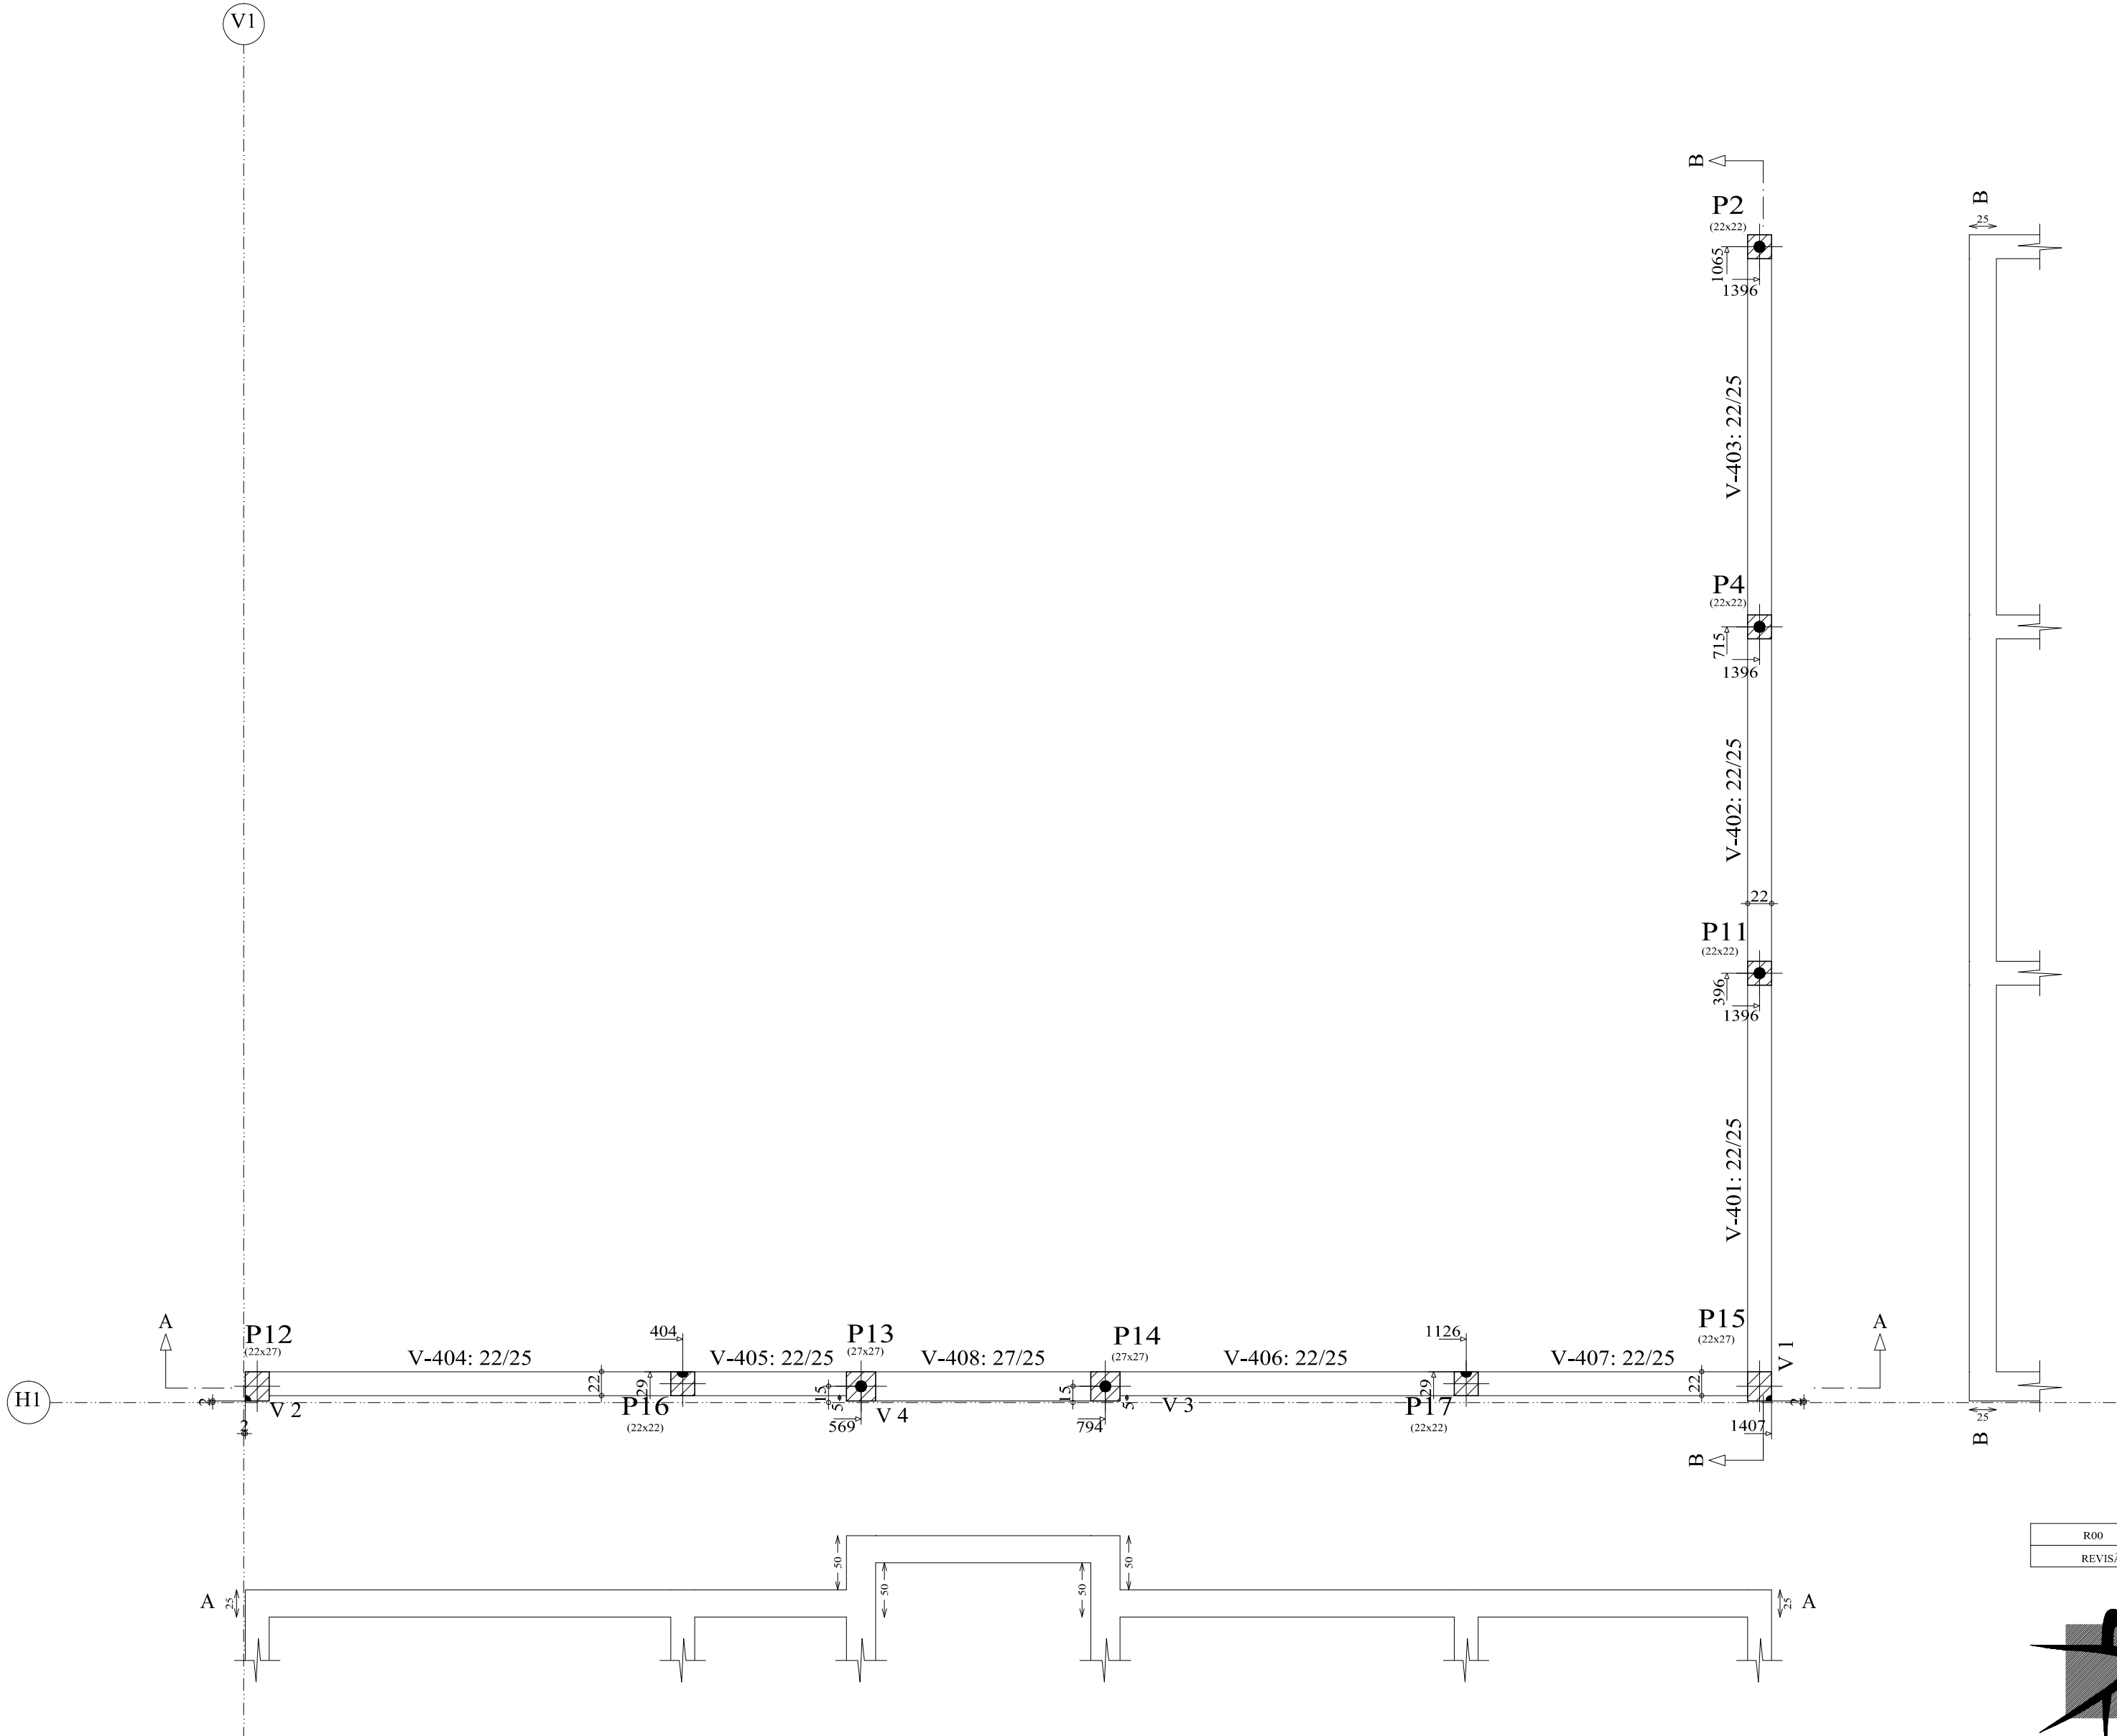 V1
B
B
P2
(22x22)
25
1065
1396
V-403: 22/25
P4
(22x22)
715
1396
V-402: 22/25
22
P11
(22x22)
396
1396
V-401: 22/25
A
P12
(22x27)
V-404: 22/25
22
404
29
V-405: 22/25
P13
(27x27)
V-408: 27/25
P14
(27x27)
V-406: 22/25
1126
29
V-407: 22/25
22
P15
(22x27)
V 1
A
H1
2
2
V 2
P16
(22x22)
15
5
569
V 4
15
5
794
V 3
P17
(22x22)
1407
2
25
B
B
R00
50
50
50
50
A
25
25
A